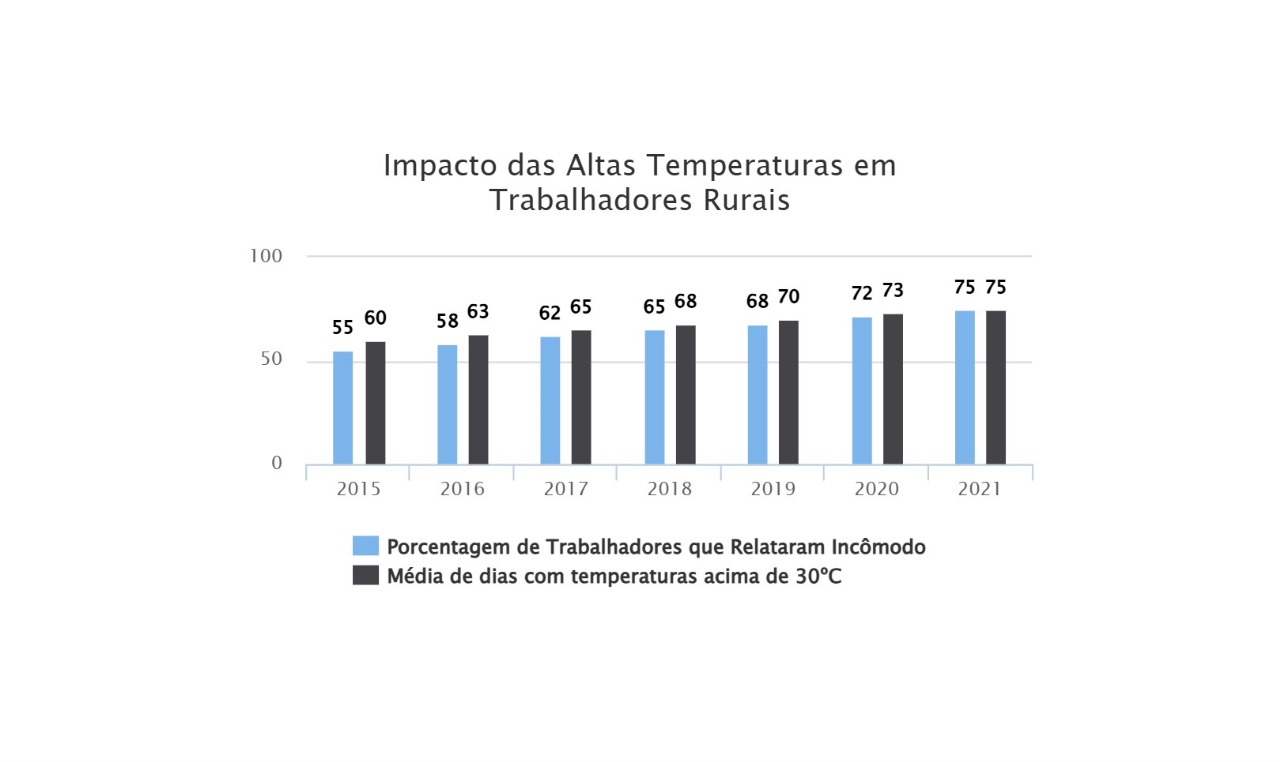 Impacto das Altas Temperaturas em
Trabalhadores Rurais
100
50
0
55 60 58 63 62 65 65 68 68 70 72 73 75 75
2015 2016 2017 2018 2019 2020 2021
Porcentagem de Trabalhadores que Relataram Incômodo
Média de dias com temperaturas acima de 30°C